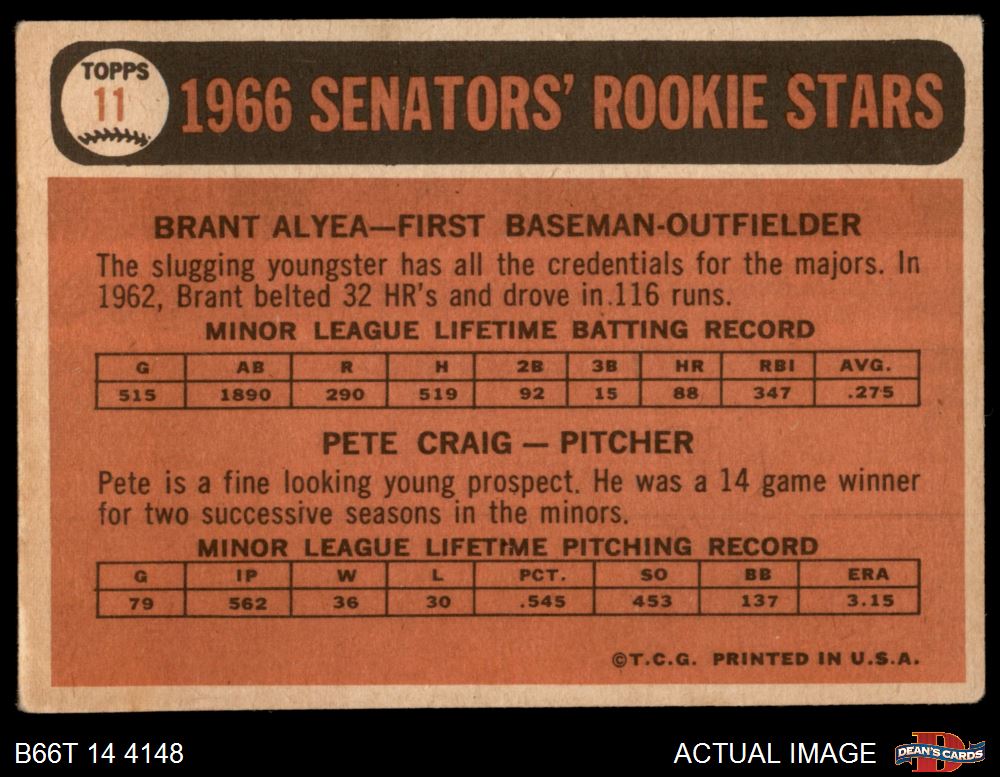 TOPPS
11
1966 SENATORS' ROOKIE STARS
BRANT ALYEA—FIRST BASEMAN-OUTFIELDER
The slugging youngster has all the credentials for the majors. In
1962, Brant belted 32 HR's and drove in 116 runs.
MINOR LEAGUE LIFETIME BATTING RECORD
G AB R H 2B 3B HR RBI AVG.
515 1890 290 519 92 15 88 347 .275
PETE CRAIG — PITCHER
Pete is a fine looking young prospect. He was a 14 game winner
for two successive seasons in the minors.
MINOR LEAGUE LIFETIME PITCHING RECORD
G IP W L PCT. SO BB ERA
79 562 36 30 .545 453 137 3.15
©T.C.G. PRINTED IN U.S.A.
B66T 14 4148 ACTUAL IMAGE DEAN'S CARDS